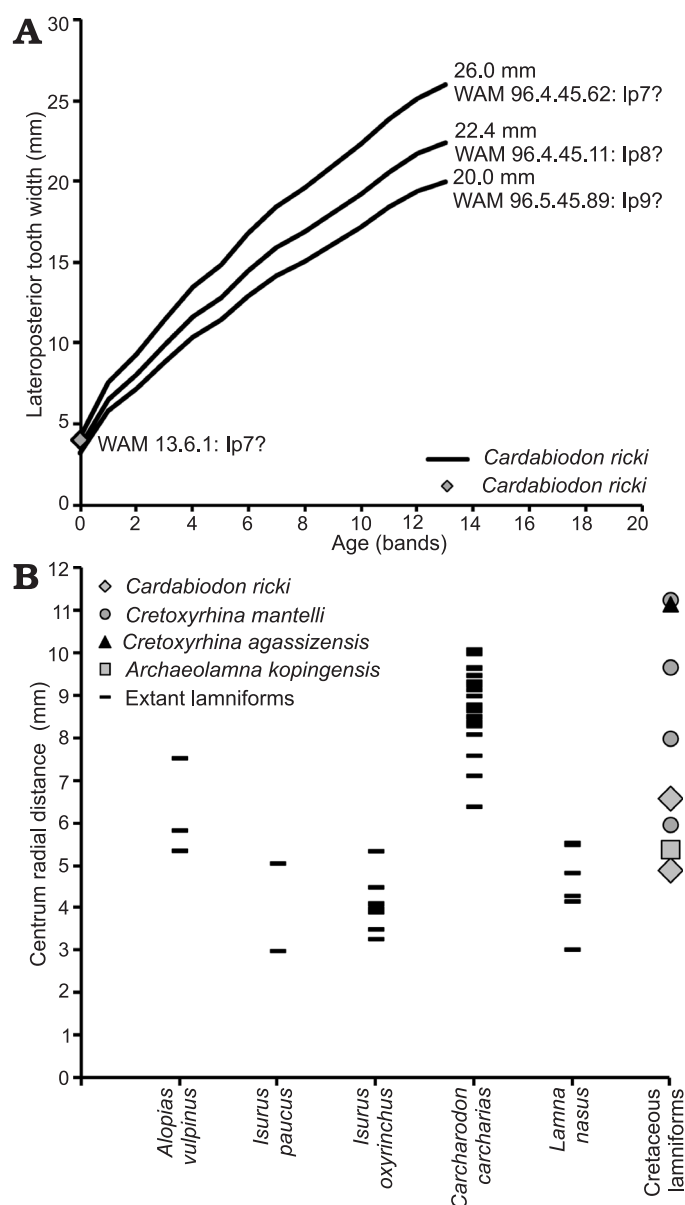 A
30
25
20
15
10
5
0
Lateroposterior tooth width (mm)
26.0 mm
WAM 96.4.45.62: lp7?
22.4 mm
WAM 96.4.45.11: lp8?
20.0 mm
WAM 96.5.45.89: lp9?
WAM 13.6.1: lp7?
Cardabiodon ricki
Cardabiodon ricki
0 2 4 6 8 10 12 14 16 18 20
Age (bands)
B
12
11
10
9
8
7
6
5
4
3
2
1
0
Centrum radial distance (mm)
Cardabiodon ricki
Cretoxyrhina mantelli
Cretoxyrhina agassizensis
Archaeolamna kopingensis
Extant lamniforms
Alopias
vulpinus
Isurus
paucus
Isurus
oxyrinchus
Carcharodon
carcharias
Lamna
nasus
Cretaceous
lamniforms